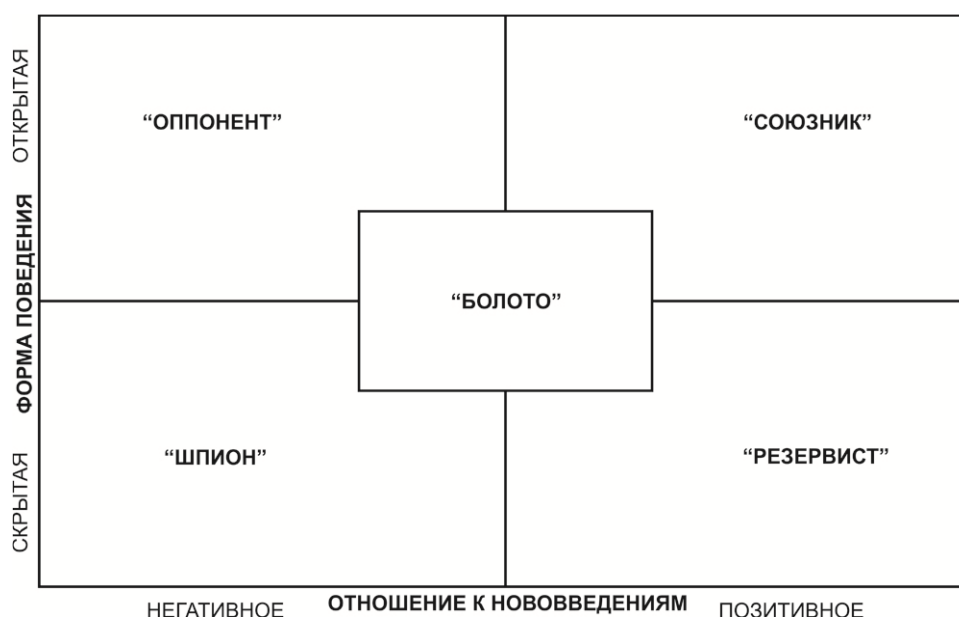 ОТКРЫТАЯ
“ОППОНЕНТ”
“СОЮЗНИК”
ФОРМА ПОВЕДЕНИЯ
“БОЛОТО”
СКРЫТАЯ
“ШПИОН”
“РЕЗЕРВИСТ”
НЕГАТИВНОЕ
ОТНОШЕНИЕ К НОВОВВЕДЕНИЯМ
ПОЗИТИВНОЕ